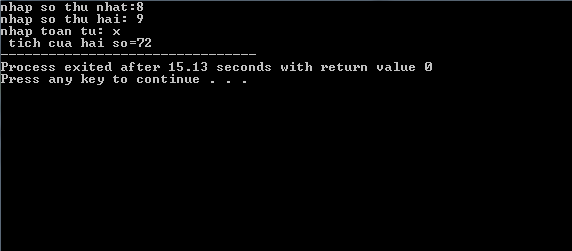 nhap so thu nhat:8
nhap so thu hai: 9
nhap toan tu: x
 tich cua hai so=72
--------------------------------
Process exited after 15.13 seconds with return value 0
Press any key to continue . . .